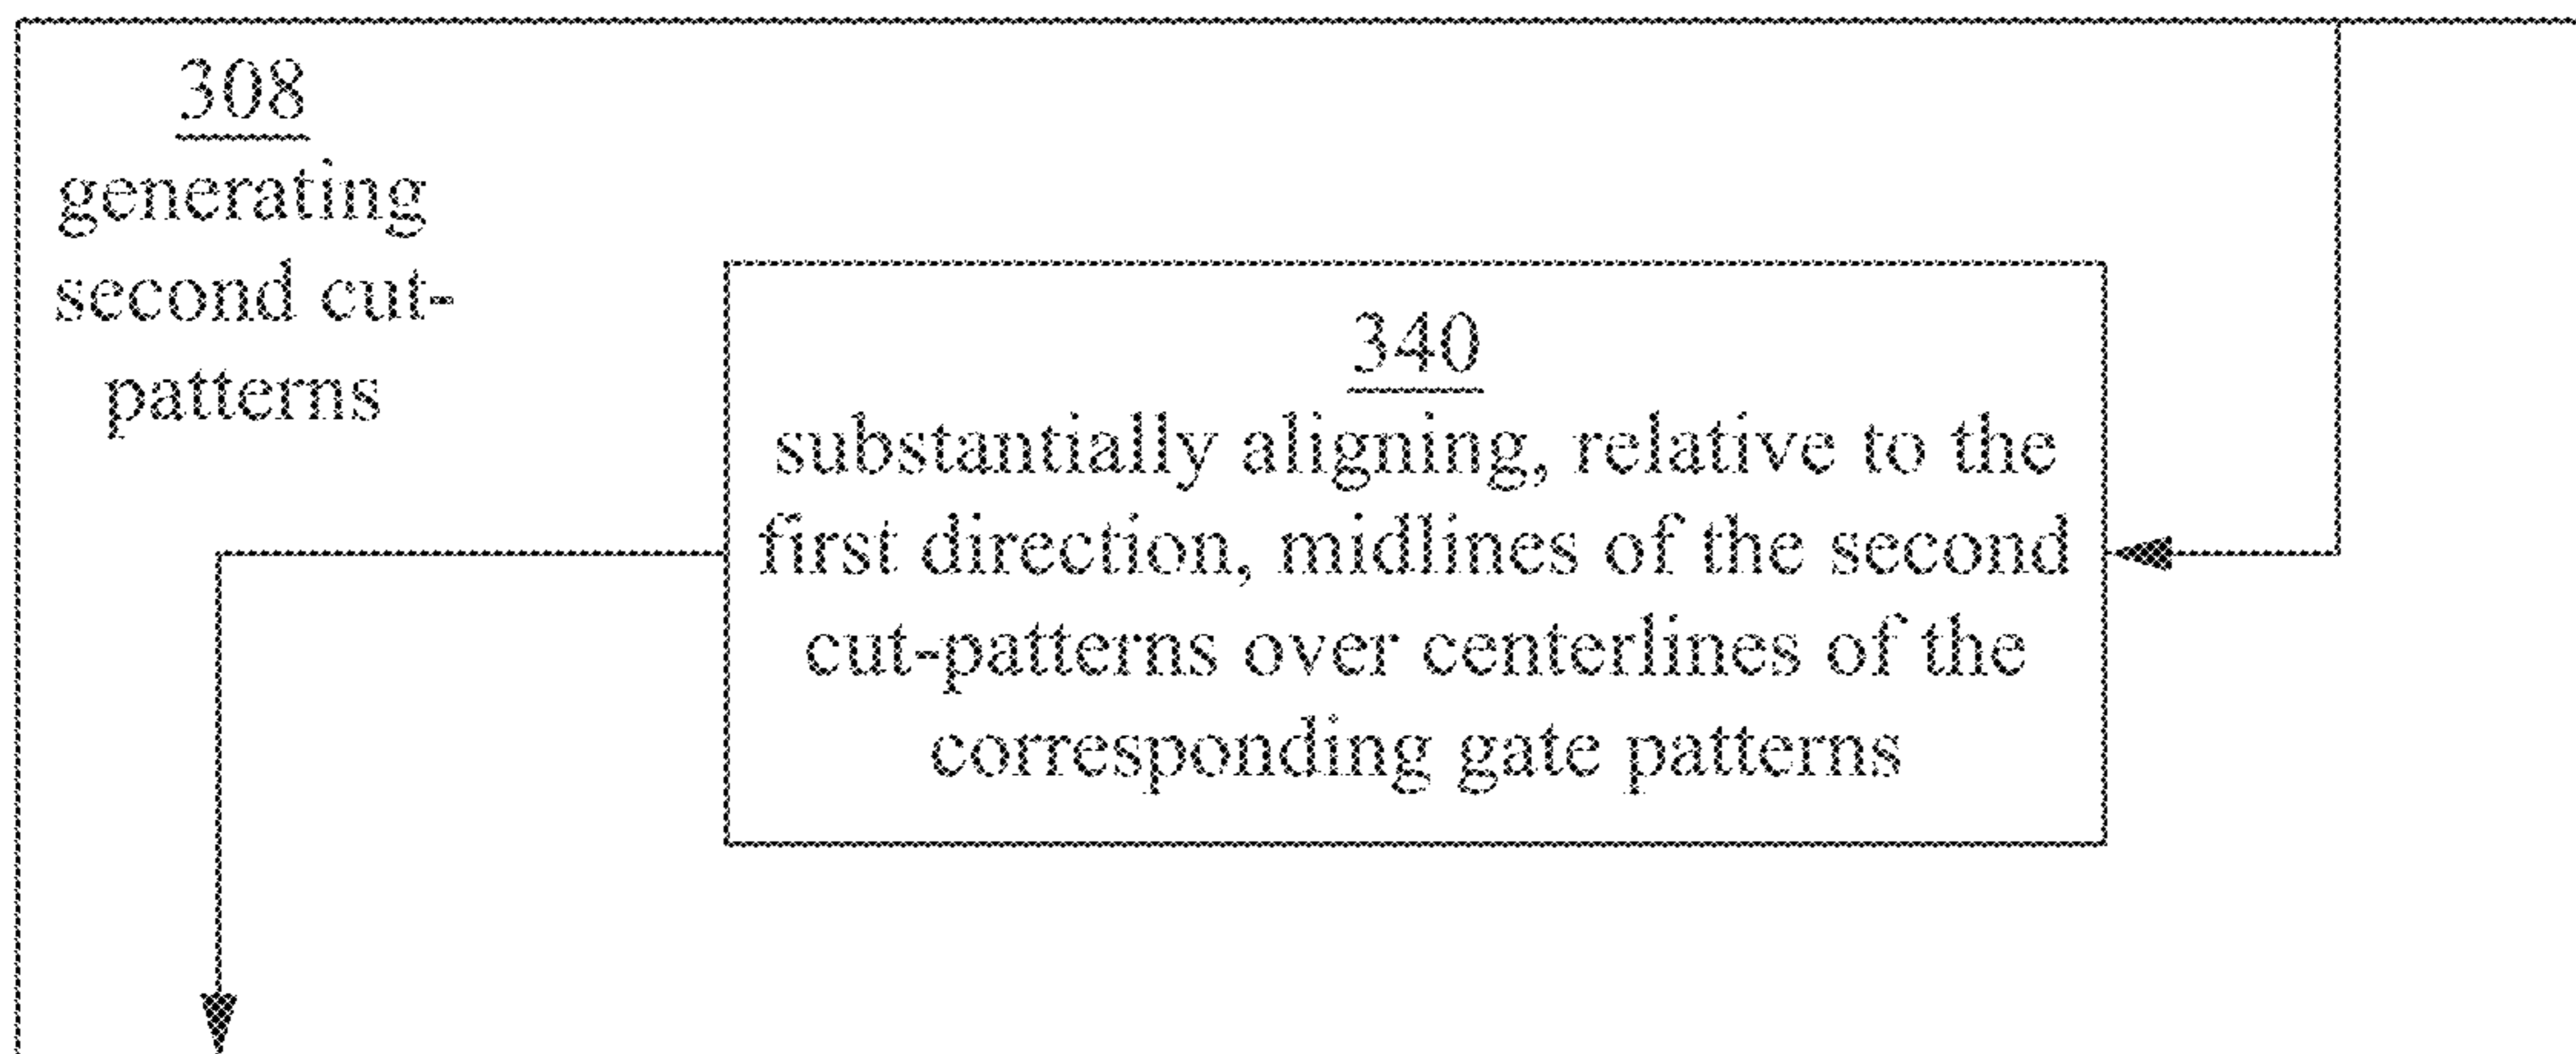 308
generating
second cut-
patterns
340
substantially aligning, relative to the
first direction, midlines of the second
cut-patterns over centerlines of the
corresponding gate patterns